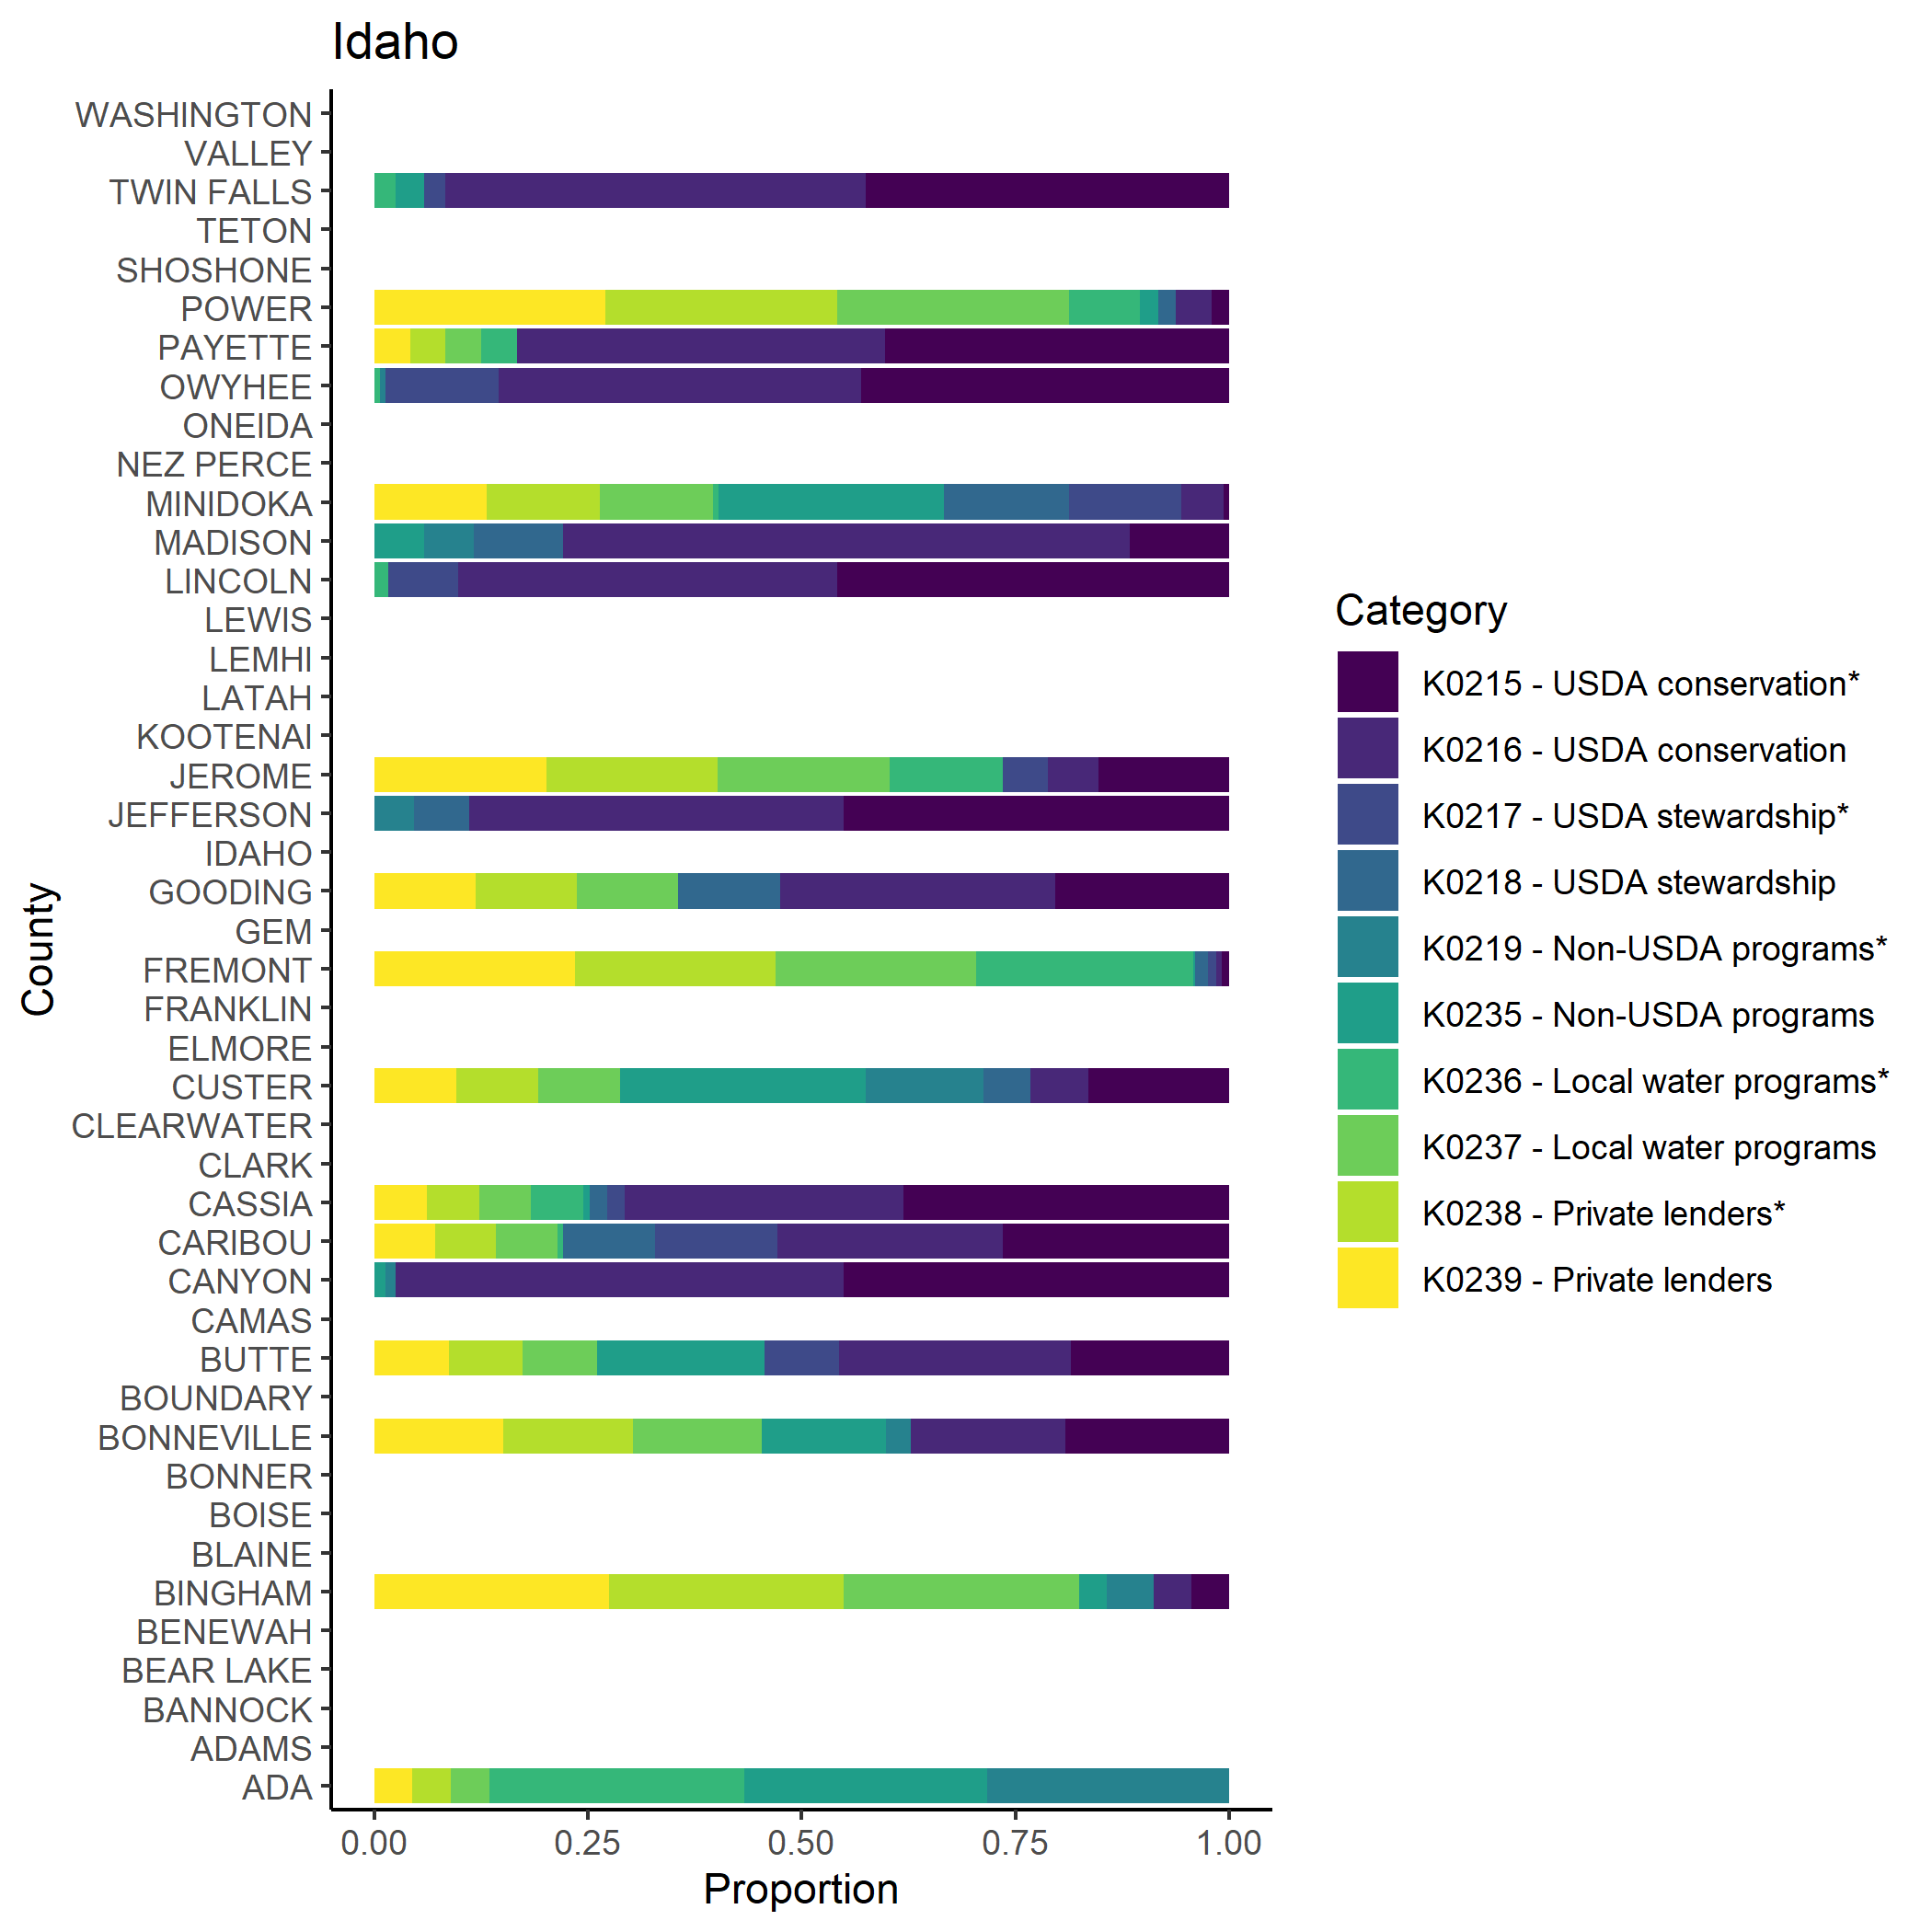 Idaho
WASHINGTON
VALLEY
TWIN FALLS
TETON
SHOSHONE
POWER
PAYETTE
OWYHEE
ONEIDA
NEZ PERCE
MINIDOKA
MADISON
LINCOLN
LEWIS
LEMHI
LATAH
KOOTENAI
JEROME
JEFFERSON
IDAHO
GOODING
GEM
FREMONT
FRANKLIN
ELMORE
CUSTER
CLEARWATER
CLARK
CASSIA
CARIBOU
CANYON
CAMAS
BUTTE
BOUNDARY
BONNEVILLE
BONNER
BOISE
BLAINE
BINGHAM
BENEWAH
BEAR LAKE
BANNOCK
ADAMS
ADA
County
0.00 0.25 0.50 0.75 1.00
Proportion
Category
K0215 - USDA conservation*
K0216 - USDA conservation
K0217 - USDA stewardship*
K0218 - USDA stewardship
K0219 - Non-USDA programs*
K0235 - Non-USDA programs
K0236 - Local water programs*
K0237 - Local water programs
K0238 - Private lenders*
K0239 - Private lenders